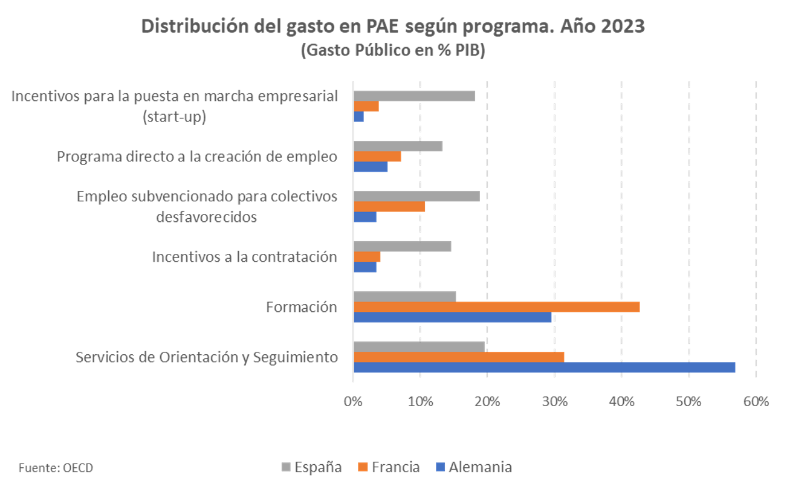 Distribución del gasto en PAE según programa. Año 2023
(Gasto Público en % PIB)
Incentivos para la puesta en marcha empresarial
(start-up)
Programa directo a la creación de empleo
Empleo subvencionado para colectivos
desfavorecidos
Incentivos a la contratación
Formación
Servicios de Orientación y Seguimiento
0% 10% 20% 30% 40% 50% 60%
Fuente: OECD
España Francia Alemania